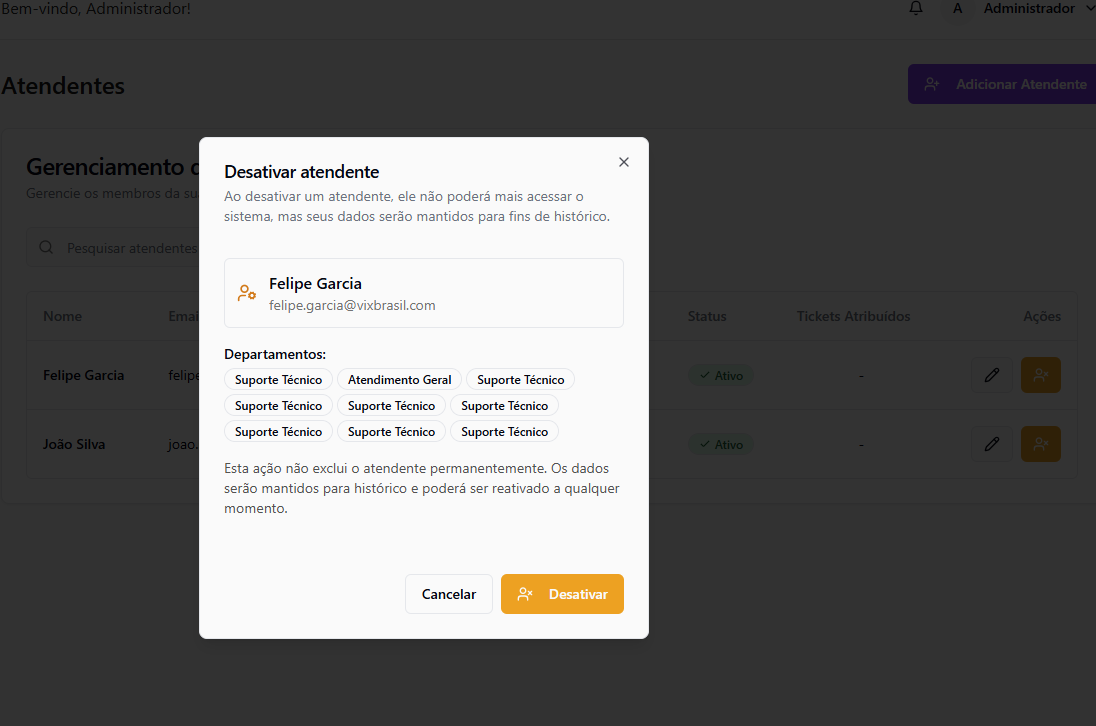 Bem-vindo, Administrador!
A Administrador
Atendentes
Adicionar Atendente
Gerenciamento
Gerencie os membros da
Pesquisar atendentes
Nome Email Status Tickets Atribuídos Ações
Felipe Garcia felipe Ativo -
João Silva joao. Ativo -
Desativar atendente
Ao desativar um atendente, ele não poderá mais acessar o
sistema, mas seus dados serão mantidos para fins de histórico.
Felipe Garcia
felipe.garcia@vixbrasil.com
Departamentos:
Suporte Técnico Atendimento Geral Suporte Técnico
Suporte Técnico Suporte Técnico Suporte Técnico
Suporte Técnico Suporte Técnico Suporte Técnico
Esta ação não exclui o atendente permanentemente. Os dados
serão mantidos para histórico e poderá ser reativado a qualquer
momento.
Cancelar Desativar